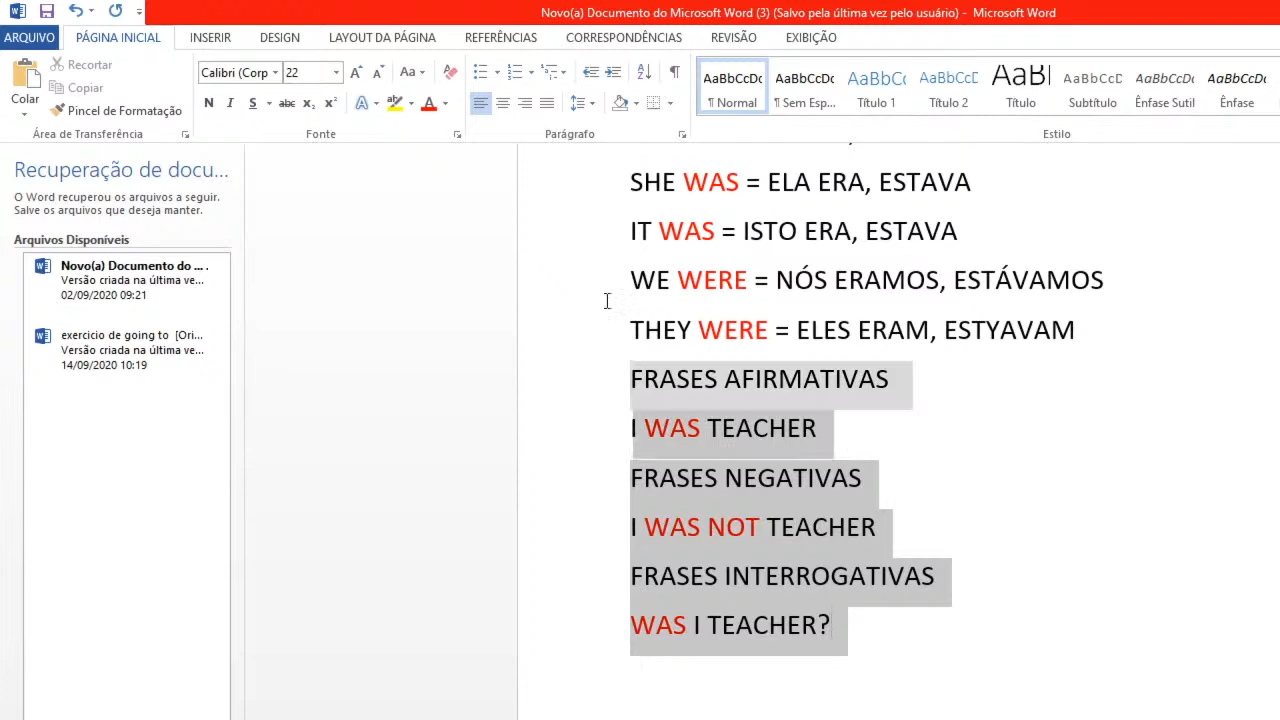 Novo(a) Documento do Microsoft Word (3) (Salvo pela última vez pelo usuário) - Microsoft Word
ARQUIVO PÁGINA INICIAL INSERIR DESIGN LAYOUT DA PÁGINA REFERÊNCIAS CORRESPONDÊNCIAS REVISÃO EXIBIÇÃO
Colar
Recortar
Copiar
Pincel de Formatação
Área de Transferência
Calibri (Corp 22
N I S abc x₂ x²
Fonte
Parágrafo
AaBbCcDc AaBbCcDc AaBbCc AaBbCcD AaBl AaBbCcD AaBbCcDc AaBbCcDc
¶ Normal ¶ Sem Esp... Título 1 Título 2 Título Subtítulo Ênfase Sutil Ênfase
Estilo
Recuperação de docu...
O Word recuperou os arquivos a seguir.
Salve os arquivos que deseja manter.
Arquivos Disponíveis
Novo(a) Documento do ... .
Versão criada na última ve...
02/09/2020 09:21
exercicio de going to [Ori...
Versão criada na última ve...
14/09/2020 10:19
SHE WAS = ELA ERA, ESTAVA
IT WAS = ISTO ERA, ESTAVA
WE WERE = NÓS ERAMOS, ESTÁVAMOS
THEY WERE = ELES ERAM, ESTYAVAM
FRASES AFIRMATIVAS
I WAS TEACHER
FRASES NEGATIVAS
I WAS NOT TEACHER
FRASES INTERROGATIVAS
WAS I TEACHER?